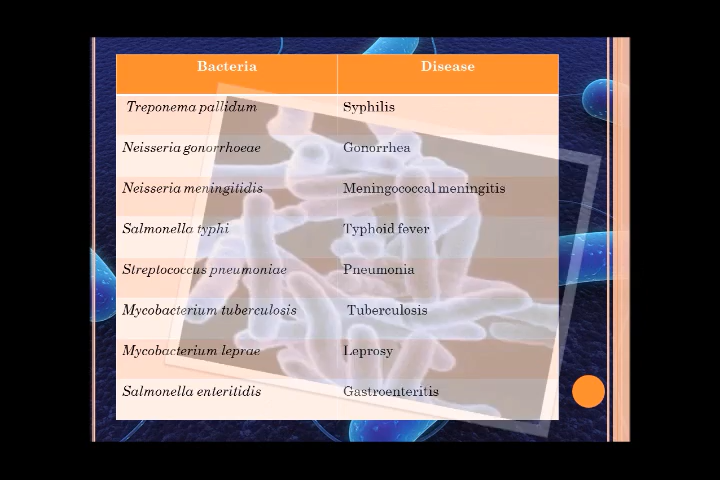 Bacteria Disease
Treponema pallidum Syphilis
Neisseria gonorrhoeae Gonorrhea
Neisseria meningitidis Meningococcal meningitis
Salmonella typhi Typhoid fever
Streptococcus pneumoniae Pneumonia
Mycobacterium tuberculosis Tuberculosis
Mycobacterium leprae Leprosy
Salmonella enteritidis Gastroenteritis